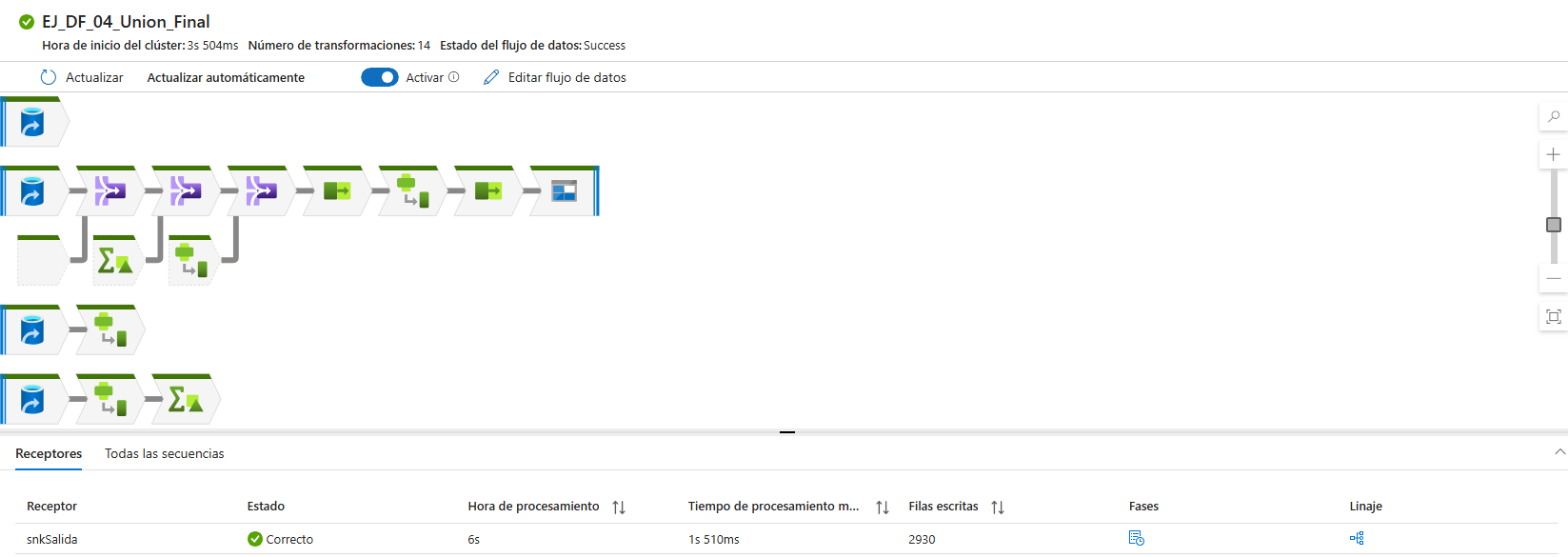 EJ_DF_04_Union_Final
Hora de inicio del clúster: 3s 504ms Número de transformaciones: 14 Estado del flujo de datos: Success
Actualizar Actualizar automáticamente Activar Editar flujo de datos
Receptores Todas las secuencias
Receptor Estado Hora de procesamiento Tiempo de procesamiento m... Filas escritas Fases Linaje
snkSalida Correcto 6s 1s 510ms 2930